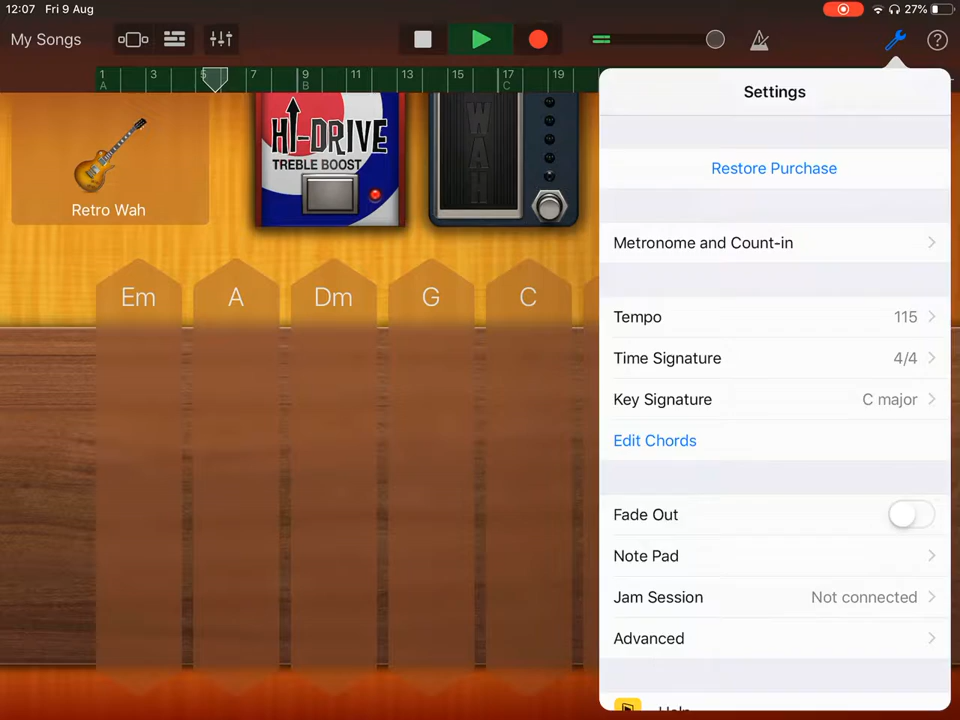 12:07 Fri 9 Aug
27%
My Songs
1 3 5 7 9 11 13 15 17 19
A B C
Settings
Restore Purchase
Metronome and Count-in
Tempo 115
Time Signature 4/4
Key Signature C major
Edit Chords
Fade Out
Note Pad
Jam Session Not connected
Advanced
Help
HI-DRIVE
TREBLE BOOST
WAH
Retro Wah
Em A Dm G C